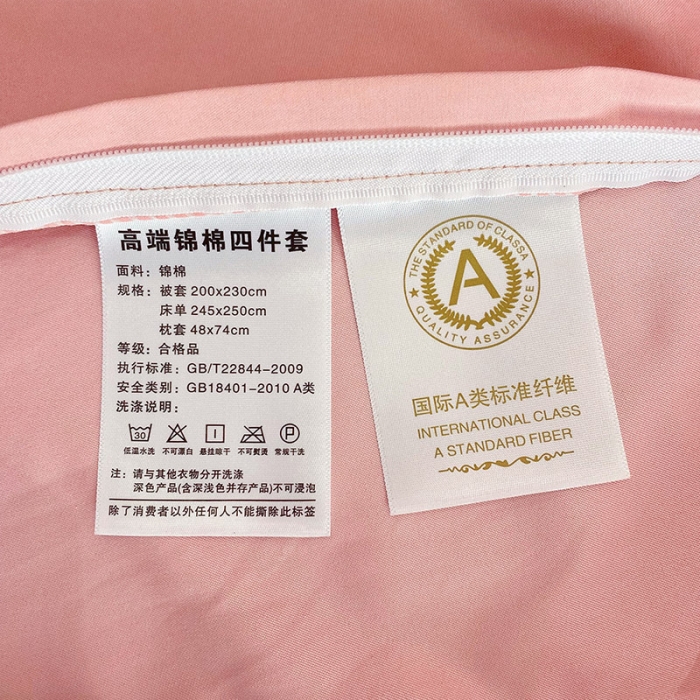 高端锦棉四件套
面料：锦棉
规格：被套 200x230cm
床单 245x250cm
枕套 48x74cm
等级：合格品
执行标准：GB/T22844-2009
安全类别：GB18401-2010 A类
洗涤说明：
30
低温水洗 不可漂白 悬挂晾干 不可熨烫 常规干洗
P
注：请与其他衣物分开洗涤
深色产品(含深浅色并存产品)不可浸泡
除了消费者以外任何人不能撕除此标签
THE STANDARD OF CLASSA
A
★ QUALITY ASSURANCE ★
国际A类标准纤维
INTERNATIONAL CLASS
A STANDARD FIBER